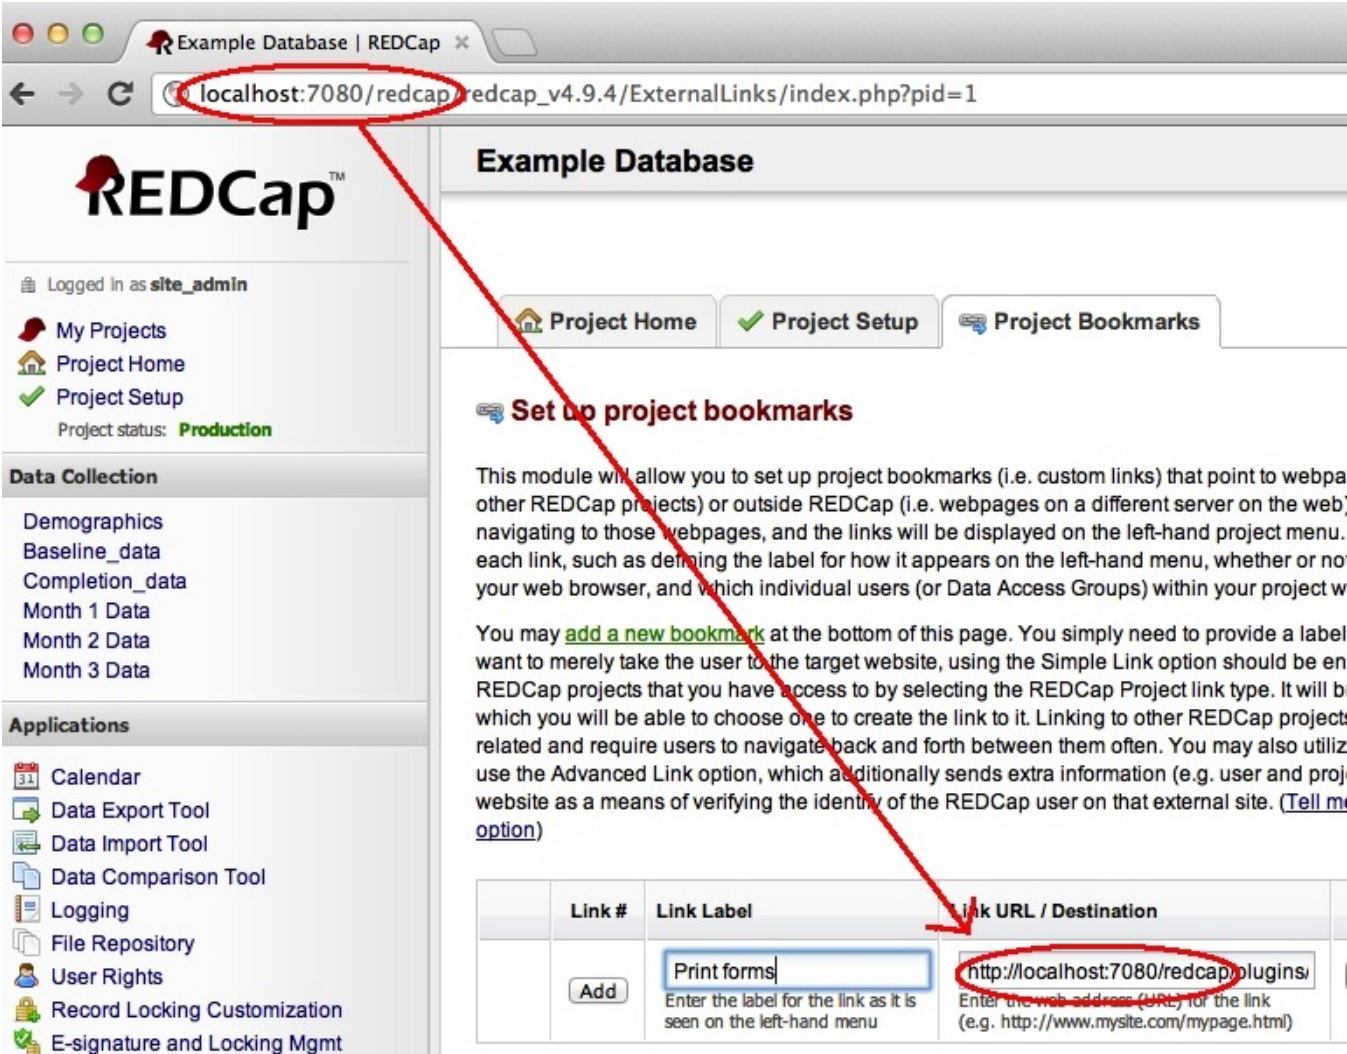 Example Database | REDCap
localhost:7080/redcap/redcap_v4.9.4/ExternalLinks/index.php?pid=1
REDCap™
Logged in as site_admin
My Projects
Project Home
Project Setup
Project status: Production
Data Collection
Demographics
Baseline_data
Completion_data
Month 1 Data
Month 2 Data
Month 3 Data
Applications
31 Calendar
Data Export Tool
Data Import Tool
Data Comparison Tool
Logging
File Repository
User Rights
Record Locking Customization
E-signature and Locking Mgmt
Example Database
Project Home
Project Setup
Project Bookmarks
Set up project bookmarks
This module will allow you to set up project bookmarks (i.e. custom links) that point to webpa
other REDCap projects) or outside REDCap (i.e. webpages on a different server on the web)
navigating to those webpages, and the links will be displayed on the left-hand project menu.
each link, such as defining the label for how it appears on the left-hand menu, whether or not
your web browser, and which individual users (or Data Access Groups) within your project w
You may add a new bookmark at the bottom of this page. You simply need to provide a label
want to merely take the user to the target website, using the Simple Link option should be en
REDCap projects that you have access to by selecting the REDCap Project link type. It will b
which you will be able to choose one to create the link to it. Linking to other REDCap projects
related and require users to navigate back and forth between them often. You may also utiliz
use the Advanced Link option, which additionally sends extra information (e.g. user and proj
website as a means of verifying the identify of the REDCap user on that external site. (Tell me
option)
Link # Link Label Link URL / Destination
Add
Print forms
Enter the label for the link as it is
seen on the left-hand menu
http://localhost:7080/redcap/plugins/
Enter the web address (URL) for the link
(e.g. http://www.mysite.com/mypage.html)